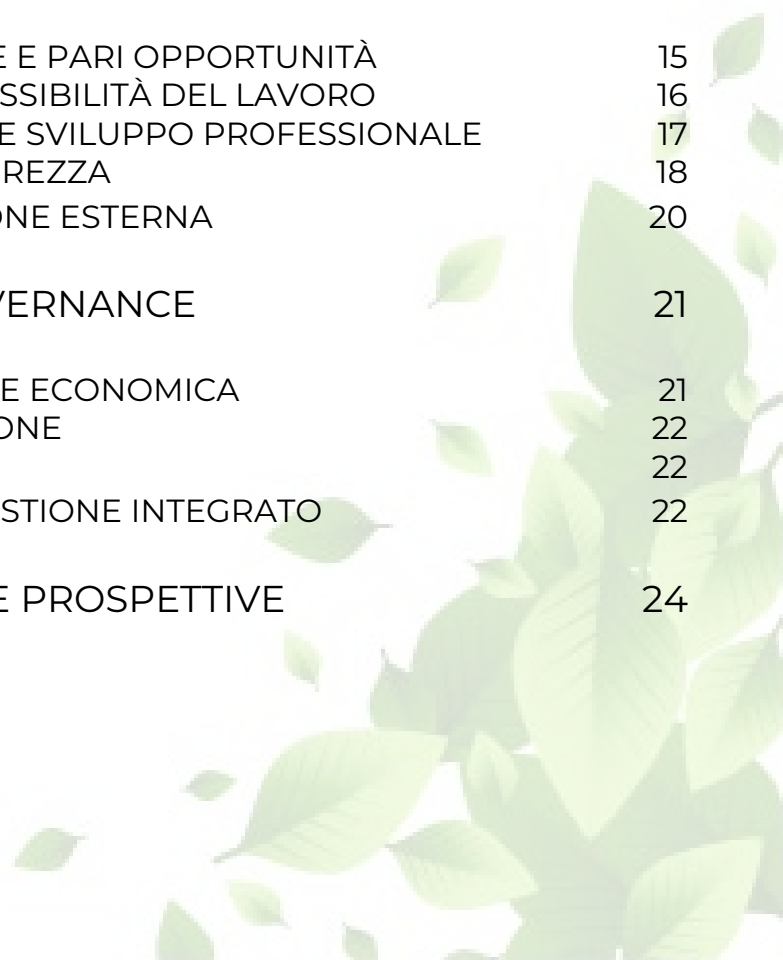 E E PARI OPPORTUNITÀ 15
SSIBILITÀ DEL LAVORO 16
E SVILUPPO PROFESSIONALE 17
REZZA 18
ONE ESTERNA 20
VERNANCE 21
E ECONOMICA 21
ONE 22
22
STIONE INTEGRATO 22
E PROSPETTIVE 24